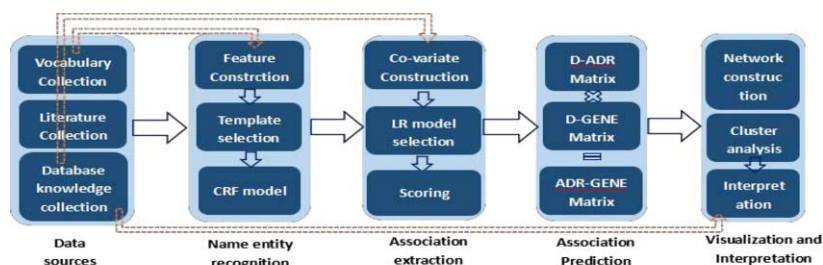 Vocabulary
Collection
Literature
Collection
Database
knowledge
collection
Data
sources
Feature
Constrction
Template
selection
CRF model
Name entity
recognition
Co-variate
Construction
LR model
selection
Scoring
Association
extraction
D-ADR
Matrix
D-GENE
Matrix
ADR-GENE
Matrix
Association
Prediction
Network
construc
tion
Cluster
analysis
Interpret
ation
Visualization and
Interpretation